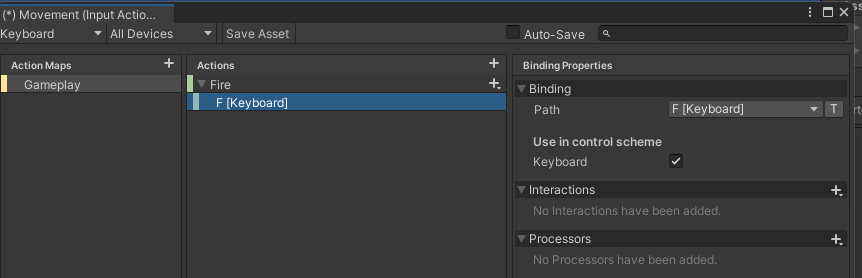 (*) Movement (Input Actio...
Keyboard All Devices Save Asset Auto-Save
Action Maps + Actions + Binding Properties
Gameplay Fire + Binding
F [Keyboard] Path F [Keyboard] T
Use in control scheme
Keyboard
Interactions +
No Interactions have been added.
Processors +
No Processors have been added.